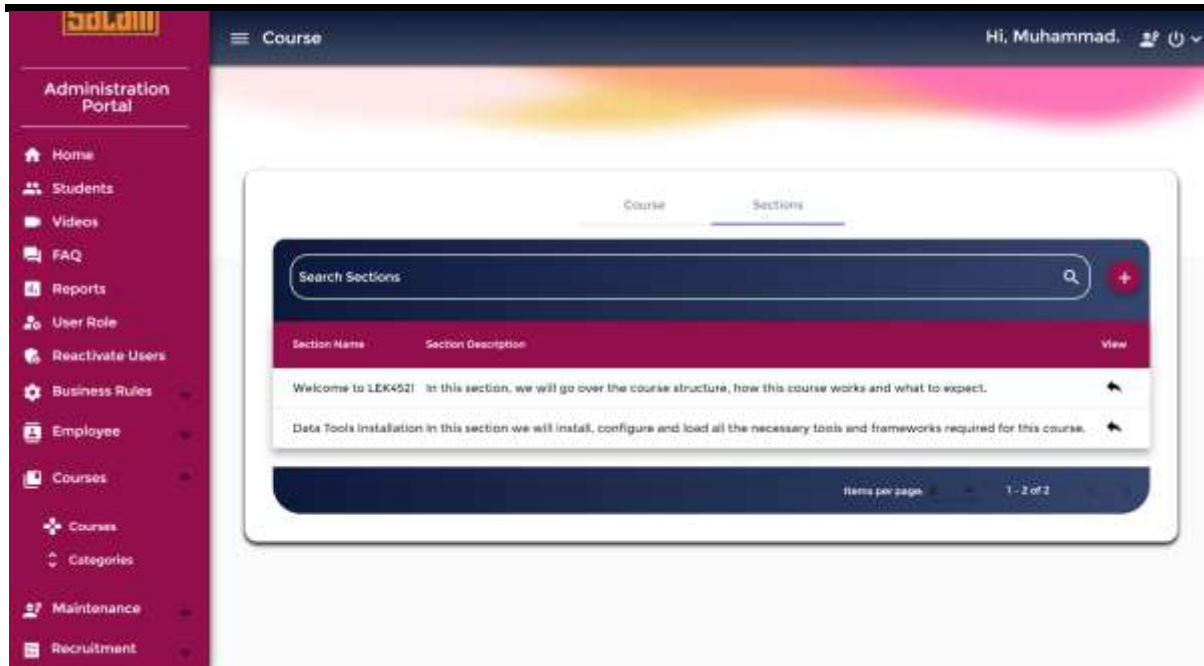 Course
Hi, Muhammad.
Administration
Portal
Home
Students
Videos
FAQ
Reports
User Role
Reactivate Users
Business Rules
Employee
Courses
Courses
Categories
Maintenance
Recruitment
Course Sections
Search Sections
Section Name Section Description View
Welcome to LEK452! In this section, we will go over the course structure, how this course works and what to expect.
Data Tools Installation In this section we will install, configure and load all the necessary tools and frameworks required for this course.
Items per page 1 - 2 of 2